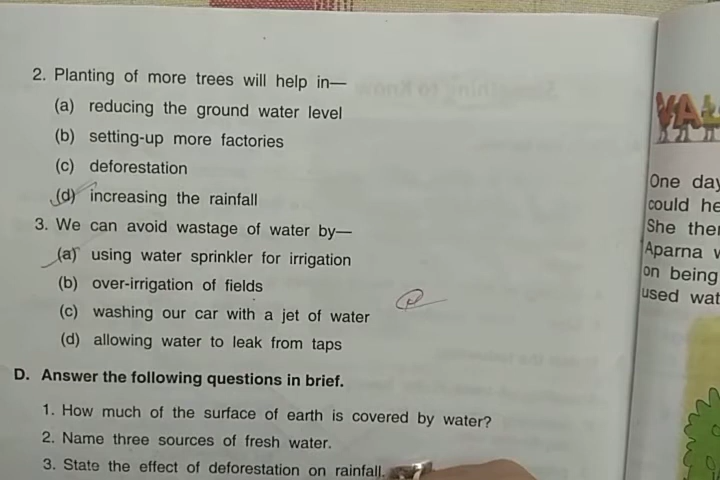 2. Planting of more trees will help in—
(a) reducing the ground water level
(b) setting-up more factories
(c) deforestation
(d) increasing the rainfall
3. We can avoid wastage of water by—
(a) using water sprinkler for irrigation
(b) over-irrigation of fields
(c) washing our car with a jet of water
(d) allowing water to leak from taps
D. Answer the following questions in brief.
1. How much of the surface of earth is covered by water?
2. Name three sources of fresh water.
3. State the effect of deforestation on rainfall.
VAL
One day
could he
She the
Aparna
on being
used wat